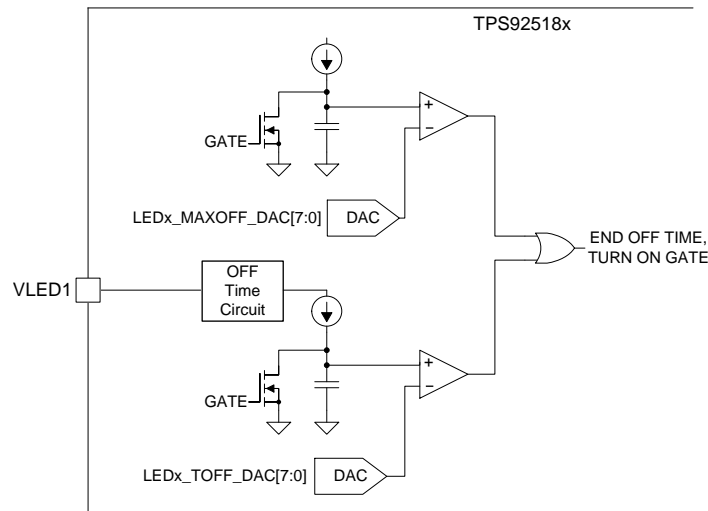 TPS92518x
+
GATE
−
LEDx_MAXOFF_DAC[7:0]
DAC
END OFF TIME,
TURN ON GATE
VLED1
OFF
Time
Circuit
+
GATE
−
LEDx_TOFF_DAC[7:0]
DAC